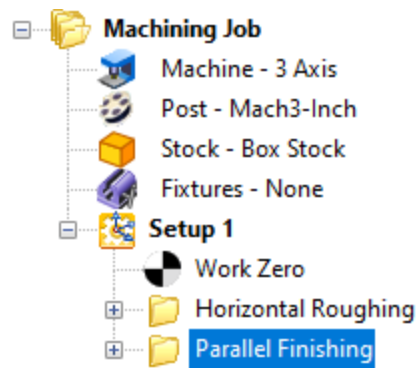 Machining Job
Machine - 3 Axis
Post - Mach3-Inch
Stock - Box Stock
Fixtures - None
Setup 1
Work Zero
Horizontal Roughing
Parallel Finishing